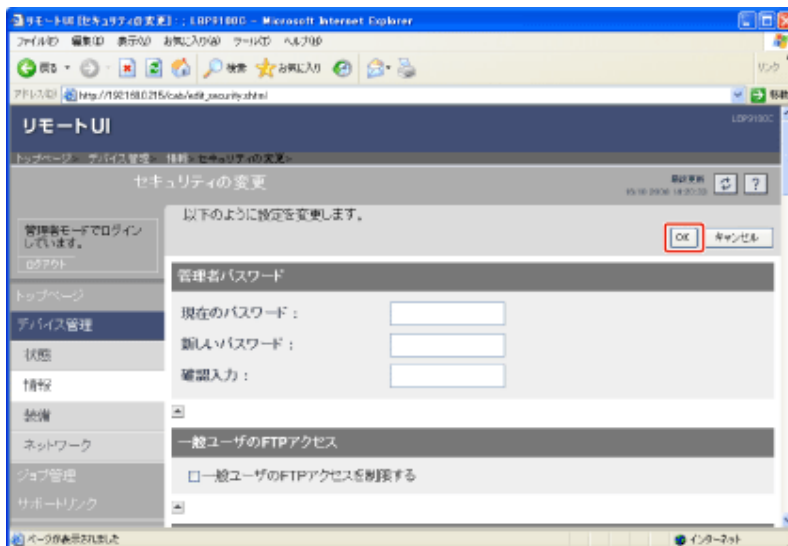 リモートUI [セキュリティの変更] : ; LBP9100C - Microsoft Internet Explorer
ファイル(F) 編集(E) 表示(V) お気に入り(A) ツール(T) ヘルプ(H)
戻る 検索 お気に入り リンク
アドレス(D) http://192.168.0.215/cab/edit_security.shtml 移動
リモートUI
LBP9100C
トップページ> デバイス管理> 情報> セキュリティの変更>
セキュリティの変更
最終更新
?
以下のように設定を変更します。
OK キャンセル
管理者モードでログイン
しています。
ログアウト
トップページ
デバイス管理
状態
情報
装備
ネットワーク
ジョブ管理
サポートリンク
管理者パスワード
現在のパスワード :
新しいパスワード :
確認入力 :
一般ユーザのFTPアクセス
一般ユーザのFTPアクセスを制限する
ページが表示されました
インターネット